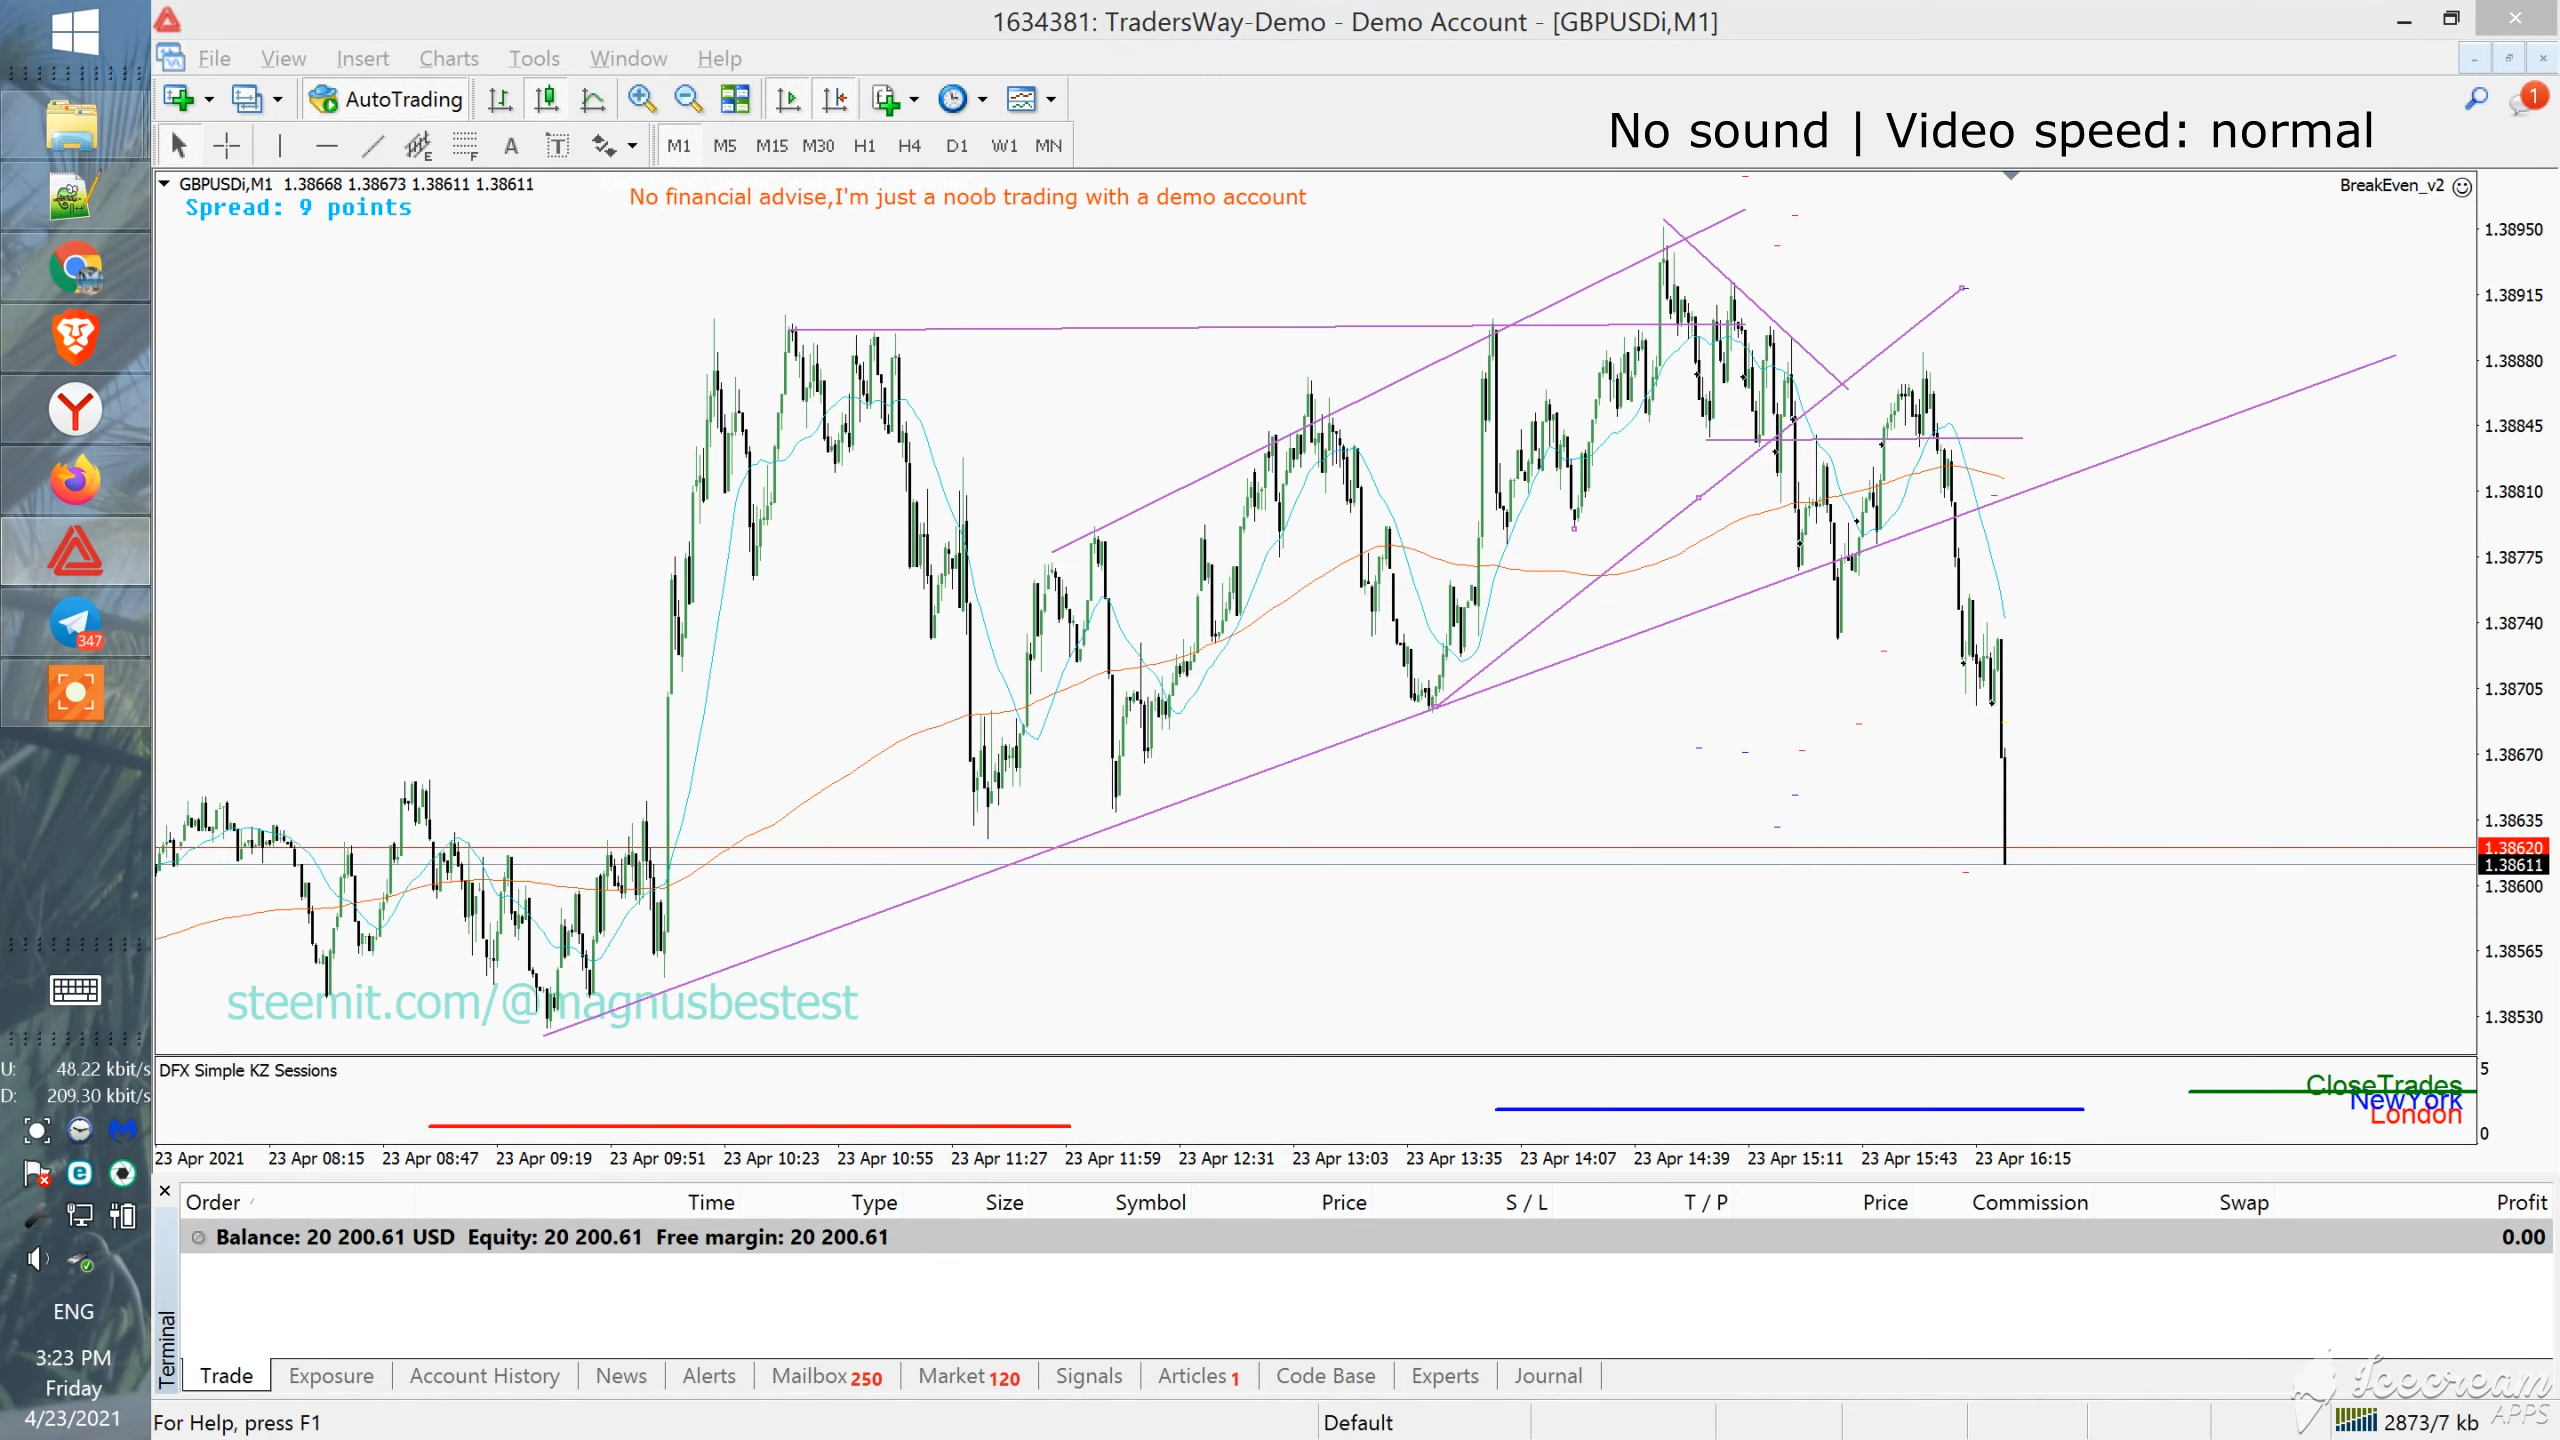 1634381: TradersWay-Demo - Demo Account - [GBPUSDi,M1]
File View Insert Charts Tools Window Help
AutoTrading
1
No sound | Video speed: normal
E F A T M1 M5 M15 M30 H1 H4 D1 W1 MN
GBPUSDi,M1 1.38668 1.38673 1.38611 1.38611
Spread: 9 points
No financial advise,I'm just a noob trading with a demo account
BreakEven_v2
1.38950
1.38915
1.38880
1.38845
1.38810
1.38775
1.38740
1.38705
1.38670
1.38635
1.38620
1.38611
1.38600
1.38565
1.38530
steemit.com/@magnusbestest
347
DFX Simple KZ Sessions
5
CloseTrades
NewYork
London
0
23 Apr 2021 23 Apr 08:15 23 Apr 08:47 23 Apr 09:19 23 Apr 09:51 23 Apr 10:23 23 Apr 10:55 23 Apr 11:27 23 Apr 11:59 23 Apr 12:31 23 Apr 13:03 23 Apr 13:35 23 Apr 14:07 23 Apr 14:39 23 Apr 15:11 23 Apr 15:43 23 Apr 16:15
Order Time Type Size Symbol Price S / L T / P Price Commission Swap Profit
Balance: 20 200.61 USD Equity: 20 200.61 Free margin: 20 200.61 0.00
Terminal
Trade Exposure Account History News Alerts Mailbox 250 Market 120 Signals Articles 1 Code Base Experts Journal
For Help, press F1 Default 2873/7 kb
U: 48.22 kbit/s
D: 209.30 kbit/s
ENG
3:23 PM
Friday
4/23/2021
Icecream
APPS